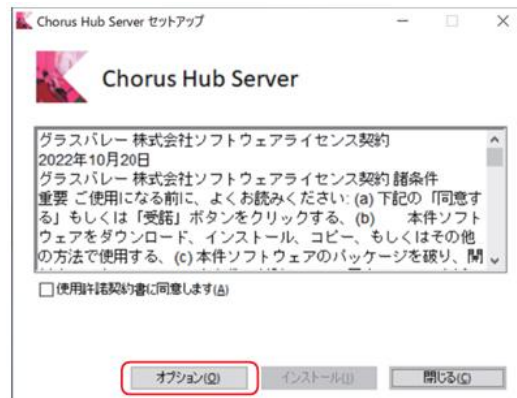 Chorus Hub Server セットアップ
Chorus Hub Server
グラスバレー 株式会社ソフトウェアライセンス契約
2022年10月20日
グラスバレー 株式会社ソフトウェアライセンス契約 諸条件
重要 ご使用になる前に、よくお読みください: (a) 下記の「同意す
る」もしくは「受諾」ボタンをクリックする、(b) 本件ソフト
ウェアをダウンロード、インストール、コピー、もしくはその他
の方法で使用する、(c) 本件ソフトウェアのパッケージを破り、開
使用許諾契約書に同意します(A)
オプション(O) インストール(I) 閉じる(C)